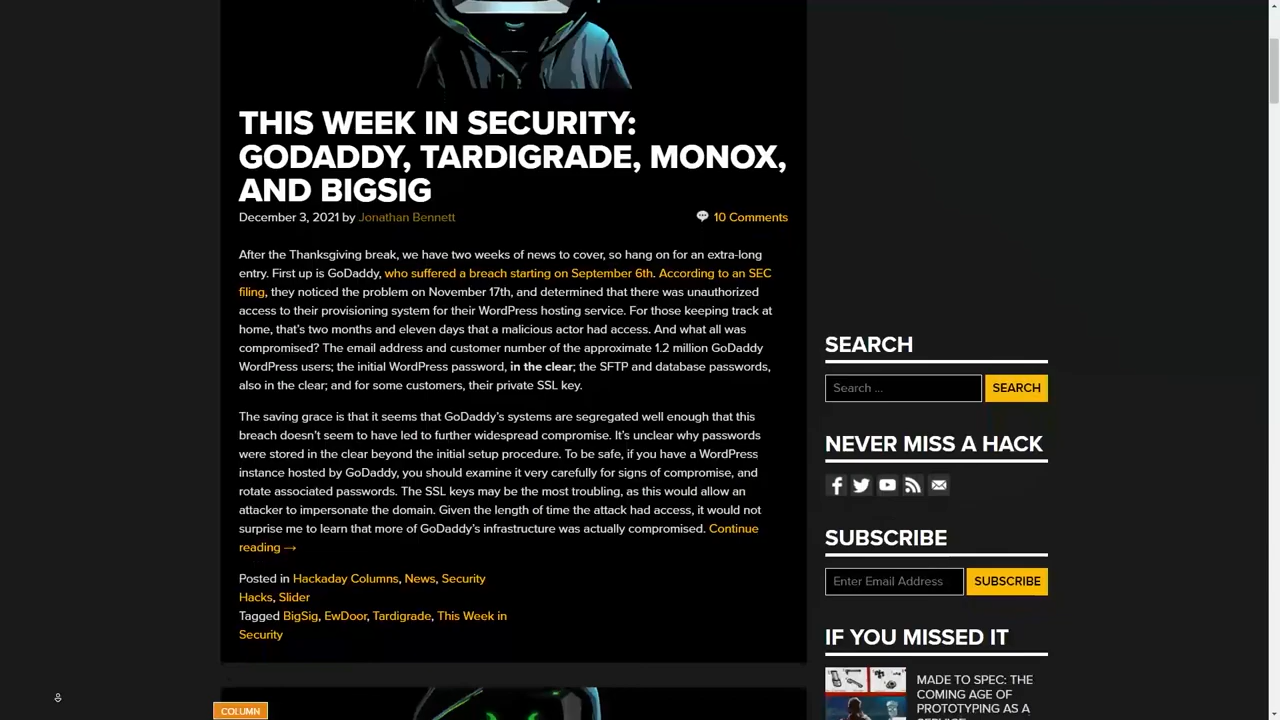 THIS WEEK IN SECURITY:
GODADDY, TARDIGRADE, MONOX,
AND BIGSIG
December 3, 2021 by Jonathan Bennett
10 Comments
After the Thanksgiving break, we have two weeks of news to cover, so hang on for an extra-long
entry. First up is GoDaddy, who suffered a breach starting on September 6th. According to an SEC
filing, they noticed the problem on November 17th, and determined that there was unauthorized
access to their provisioning system for their WordPress hosting service. For those keeping track at
home, that's two months and eleven days that a malicious actor had access. And what all was
compromised? The email address and customer number of the approximate 1.2 million GoDaddy
WordPress users; the initial WordPress password, in the clear; the SFTP and database passwords,
also in the clear; and for some customers, their private SSL key.
The saving grace is that it seems that GoDaddy's systems are segregated well enough that this
breach doesn't seem to have led to further widespread compromise. It's unclear why passwords
were stored in the clear beyond the initial setup procedure. To be safe, if you have a WordPress
instance hosted by GoDaddy, you should examine it very carefully for signs of compromise, and
rotate associated passwords. The SSL keys may be the most troubling, as this would allow an
attacker to impersonate the domain. Given the length of time the attack had access, it would not
surprise me to learn that more of GoDaddy's infrastructure was actually compromised. Continue
reading →
Posted in Hackaday Columns, News, Security
Hacks, Slider
Tagged BigSig, EwDoor, Tardigrade, This Week in
Security
COLUMN
SEARCH
Search ...
SEARCH
NEVER MISS A HACK
SUBSCRIBE
Enter Email Address
SUBSCRIBE
IF YOU MISSED IT
MADE TO SPEC: THE
COMING AGE OF
PROTOTYPING AS A
SERVICE